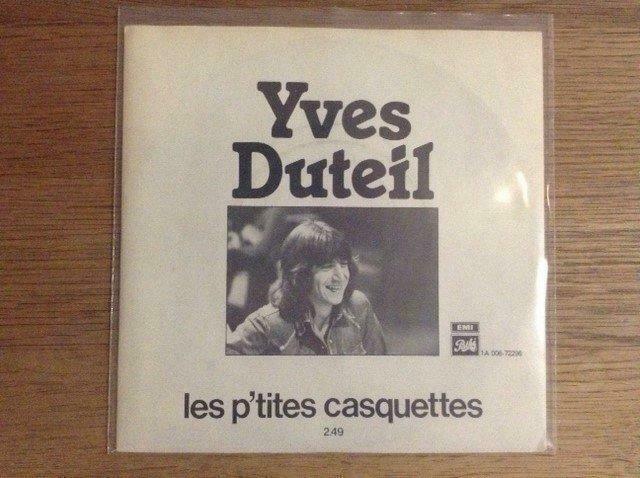 Yves
Duteil
EMI
Pathé
1A 006-72296
les p'tites casquettes
2.49